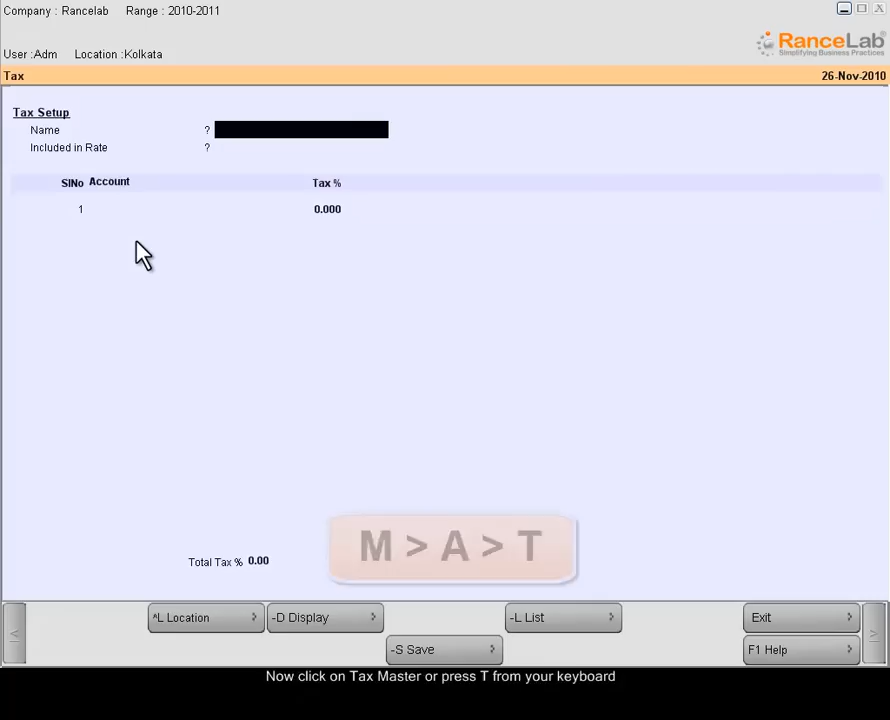 Company : Rancelab Range : 2010-2011
User :Adm Location :Kolkata
RanceLab
Simplifying Business Practices
Tax 26-Nov-2010
Tax Setup
Name ?
Included in Rate ?
SlNo Account Tax %
1 0.000
M > A > T
Total Tax % 0.00
< ^L Location > -D Display > -L List > Exit > >
-S Save > F1 Help >
Now click on Tax Master or press T from your keyboard